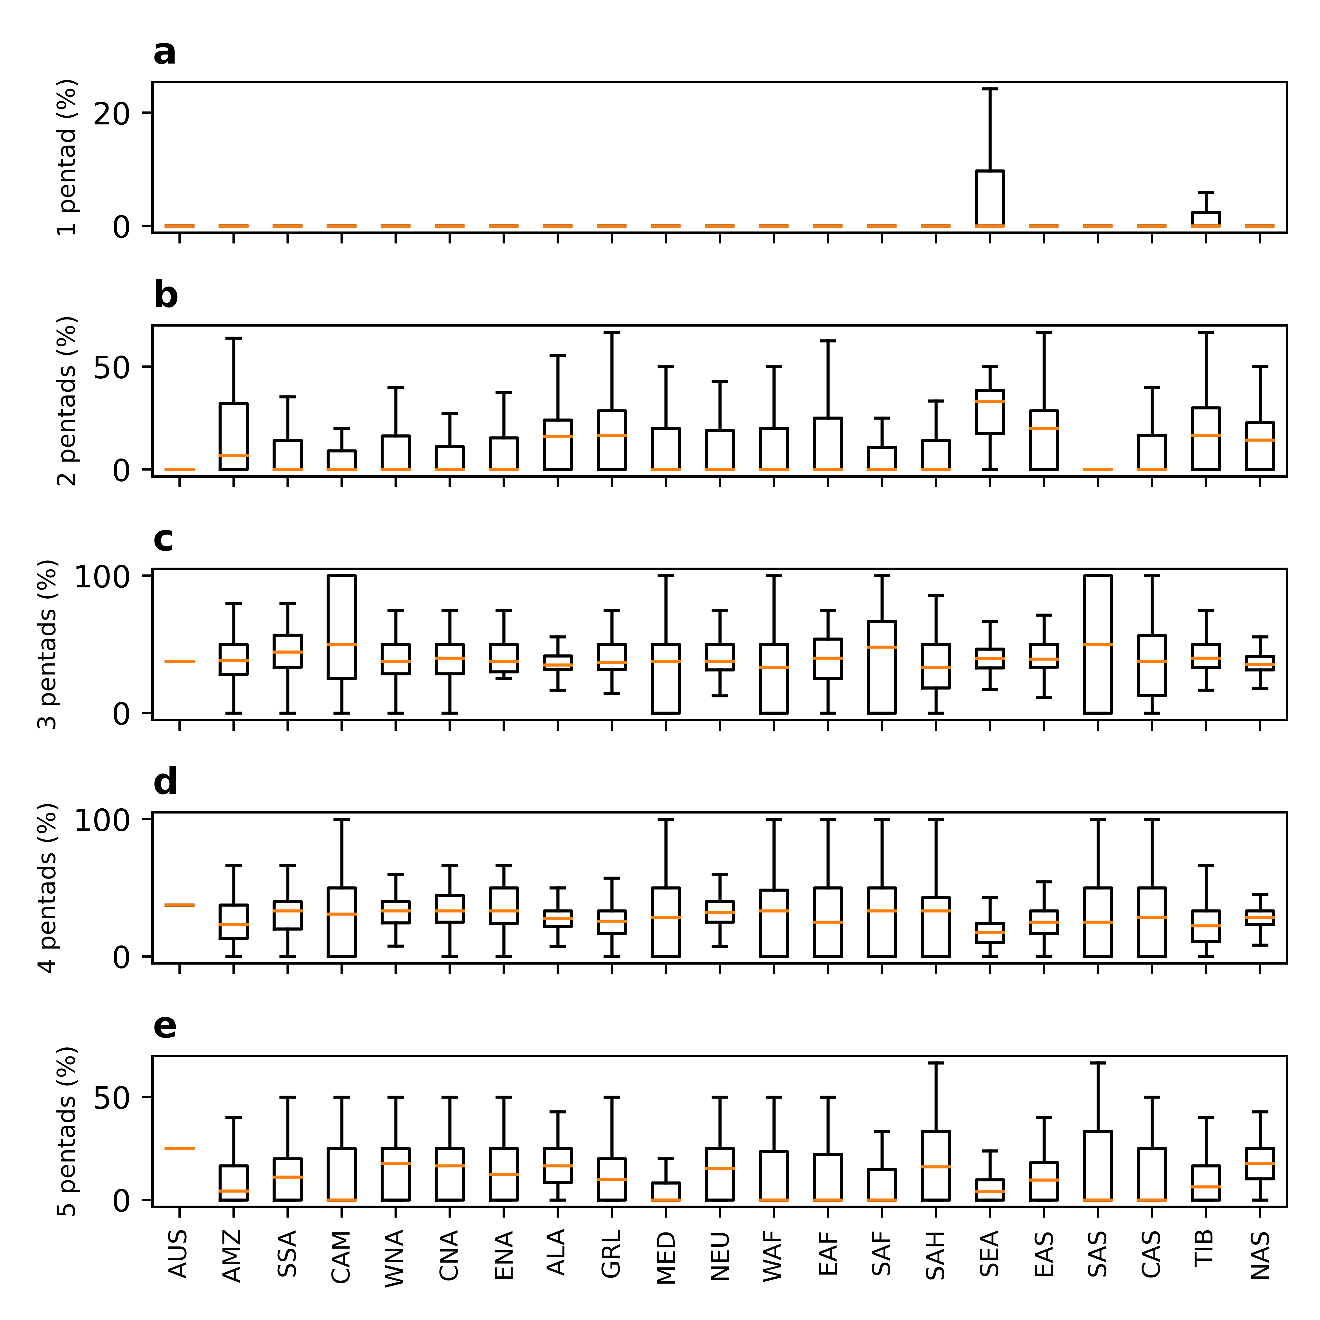 a
1 pentad (%)
20
0
b
2 pentads (%)
50
0
c
3 pentads (%)
100
0
d
4 pentads (%)
100
0
e
5 pentads (%)
50
0
AUS AMZ SSA CAM WNA CNA ENA ALA GRL MED NEU WAF EAF SAF SAH SEA EAS SAS CAS TIB NAS